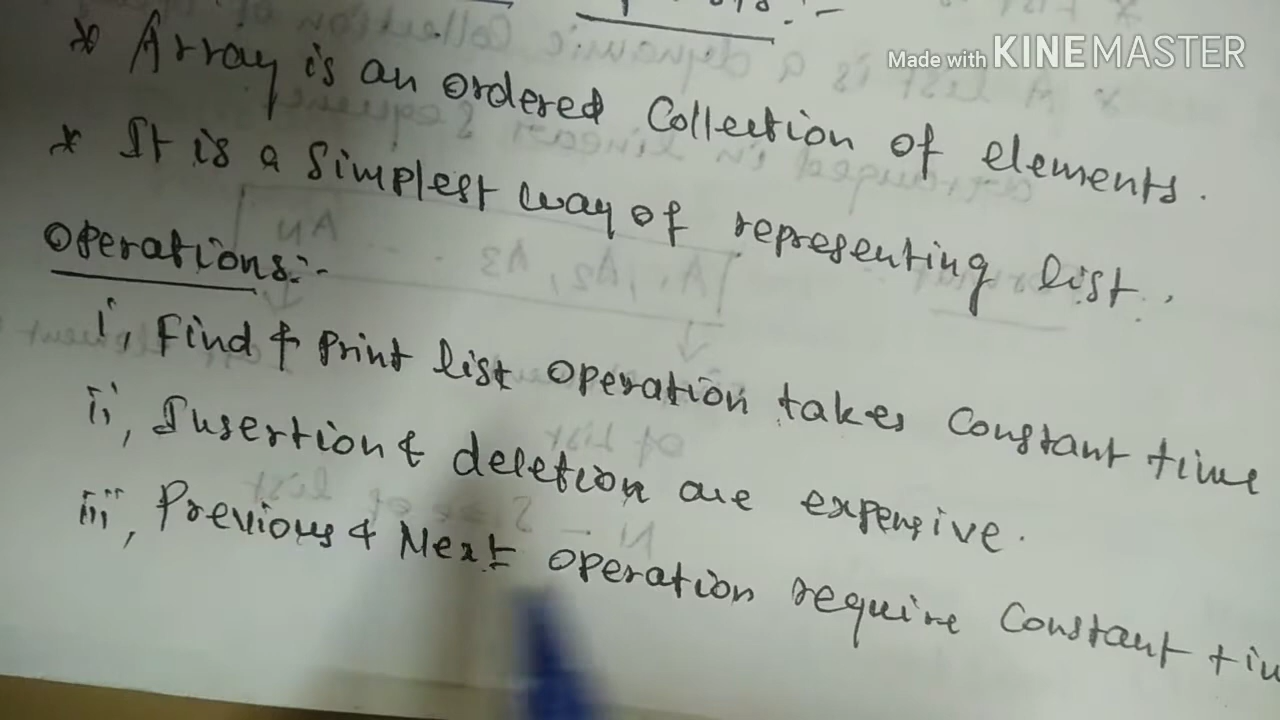 Made with KINEMASTER
* Array is an ordered Collection of elements.
* It is a Simplest way of representing list.
Operations:-
i, Find & Print list operation takes Constant time
ii, Insertion & deletion are expensive.
iii, Previous & Next operation require Constant tim